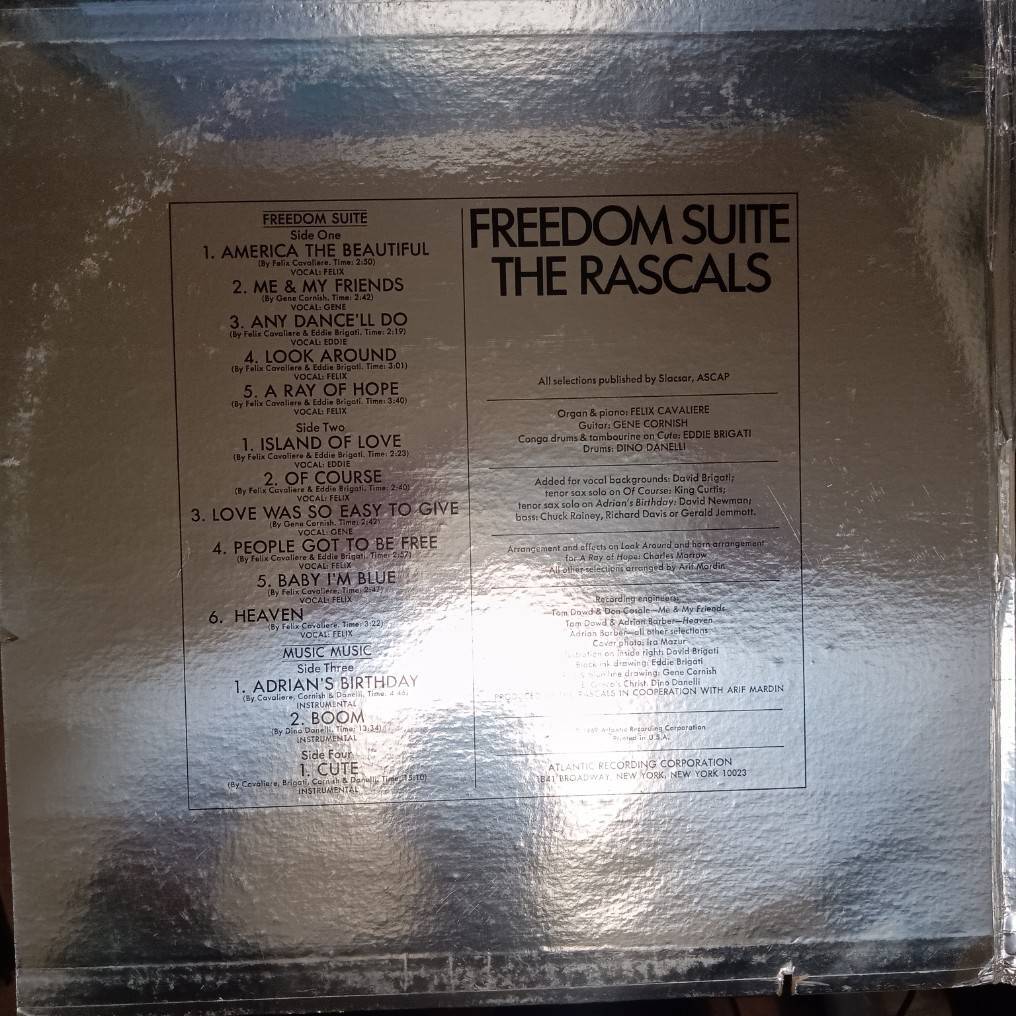 FREEDOM SUITE
Side One
1. AMERICA THE BEAUTIFUL
(By Felix Cavaliere. Time: 2:50)
VOCAL: FELIX
2. ME & MY FRIENDS
(By Gene Cornish. Time: 2:42)
VOCAL: GENE
3. ANY DANCE'LL DO
(By Felix Cavaliere & Eddie Brigati. Time: 2:19)
VOCAL: EDDIE
4. LOOK AROUND
(By Felix Cavaliere & Eddie Brigati. Time: 3:01)
VOCAL: FELIX
5. A RAY OF HOPE
(By Felix Cavaliere & Eddie Brigati. Time: 3:40)
VOCAL: FELIX
Side Two
1. ISLAND OF LOVE
(By Felix Cavaliere & Eddie Brigati. Time: 2:23)
VOCAL: EDDIE
2. OF COURSE
(By Felix Cavaliere & Eddie Brigati. Time: 2:40)
VOCAL: FELIX
3. LOVE WAS SO EASY TO GIVE
(By Gene Cornish. Time: 2:42)
VOCAL: GENE
4. PEOPLE GOT TO BE FREE
(By Felix Cavaliere & Eddie Brigati. Time: 2:57)
VOCAL: FELIX
5. BABY I'M BLUE
(By Felix Cavaliere. Time: 2:47)
VOCAL: FELIX
6. HEAVEN
(By Felix Cavaliere. Time: 3:22)
VOCAL: FELIX
MUSIC MUSIC
Side Three
1. ADRIAN'S BIRTHDAY
(By Cavaliere, Cornish & Danelli. Time: 4:46)
INSTRUMENTAL
2. BOOM
(By Dino Danelli. Time: 13:34)
INSTRUMENTAL
Side Four
1. CUTE
(By Cavaliere, Brigati, Cornish & Danelli. Time: 15:10)
INSTRUMENTAL
FREEDOM SUITE
THE RASCALS
All selections published by Slacsar, ASCAP
Organ & piano: FELIX CAVALIERE
Guitar: GENE CORNISH
Conga drums & tambourine on Cute: EDDIE BRIGATI
Drums: DINO DANELLI
Added for vocal backgrounds: David Brigati;
tenor sax solo on Of Course: King Curtis;
tenor sax solo on Adrian's Birthday: David Newman;
bass: Chuck Rainey, Richard Davis or Gerald Jemmott.
Arrangement and effects on Look Around and horn arrangement
for A Ray of Hope: Charles Morrow
All other selections arranged by Arif Mardin
Recording engineers:
Tom Dowd & Don Casale—Me & My Friends
Tom Dowd & Adrian Barber—Heaven
Adrian Barber—all other selections
Cover photo: Ira Mazur
on inside right: David Brigati
ink drawing: Eddie Brigati
line drawing: Gene Cornish
Christ. Dino Danelli
RASCALS IN COOPERATION WITH ARIF MARDIN
1969 Atlantic Recording Corporation
Printed in U.S.A.
ATLANTIC RECORDING CORPORATION
1841 BROADWAY, NEW YORK, NEW YORK 10023